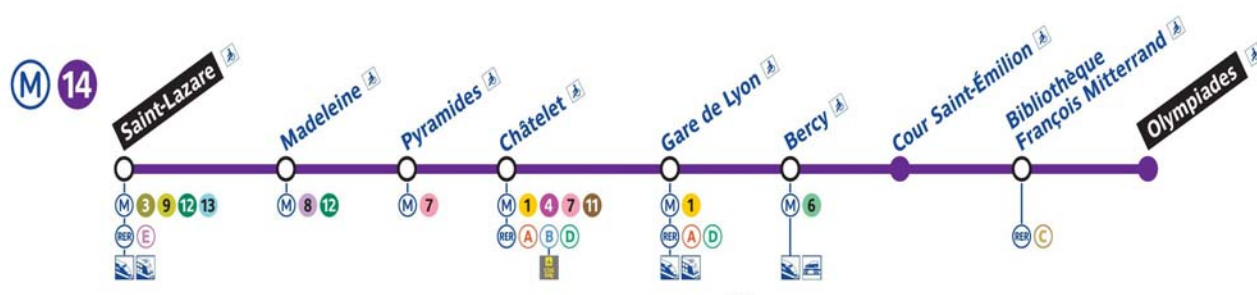 M 14
Saint-Lazare
Madeleine
Pyramides
Châtelet
Gare de Lyon
Bercy
Cour Saint-Émilion
Bibliothèque
François Mitterrand
Olympiades
M 3 9 12 13
M 8 12
M 7
M 1 4 7 11
M 1
M 6
RER E
RER A B D
RER A D
RER C